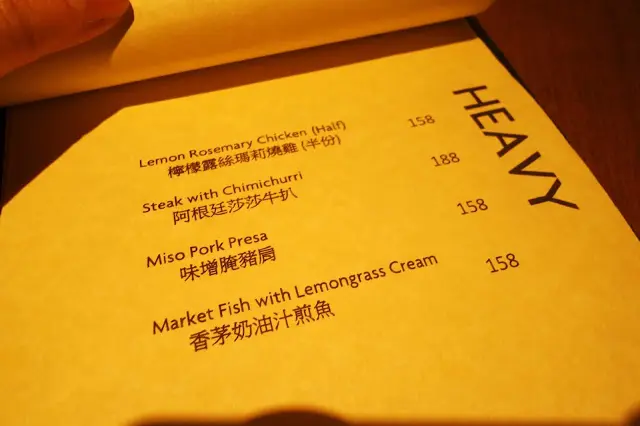 HEAVY
Lemon Rosemary Chicken (Half) 158
檸檬露絲瑪莉燒雞 (半份)
Steak with Chimichurri 188
阿根廷莎莎牛扒
Miso Pork Presa 158
味增腌豬肩
Market Fish with Lemongrass Cream 158
香茅奶油汁煎魚